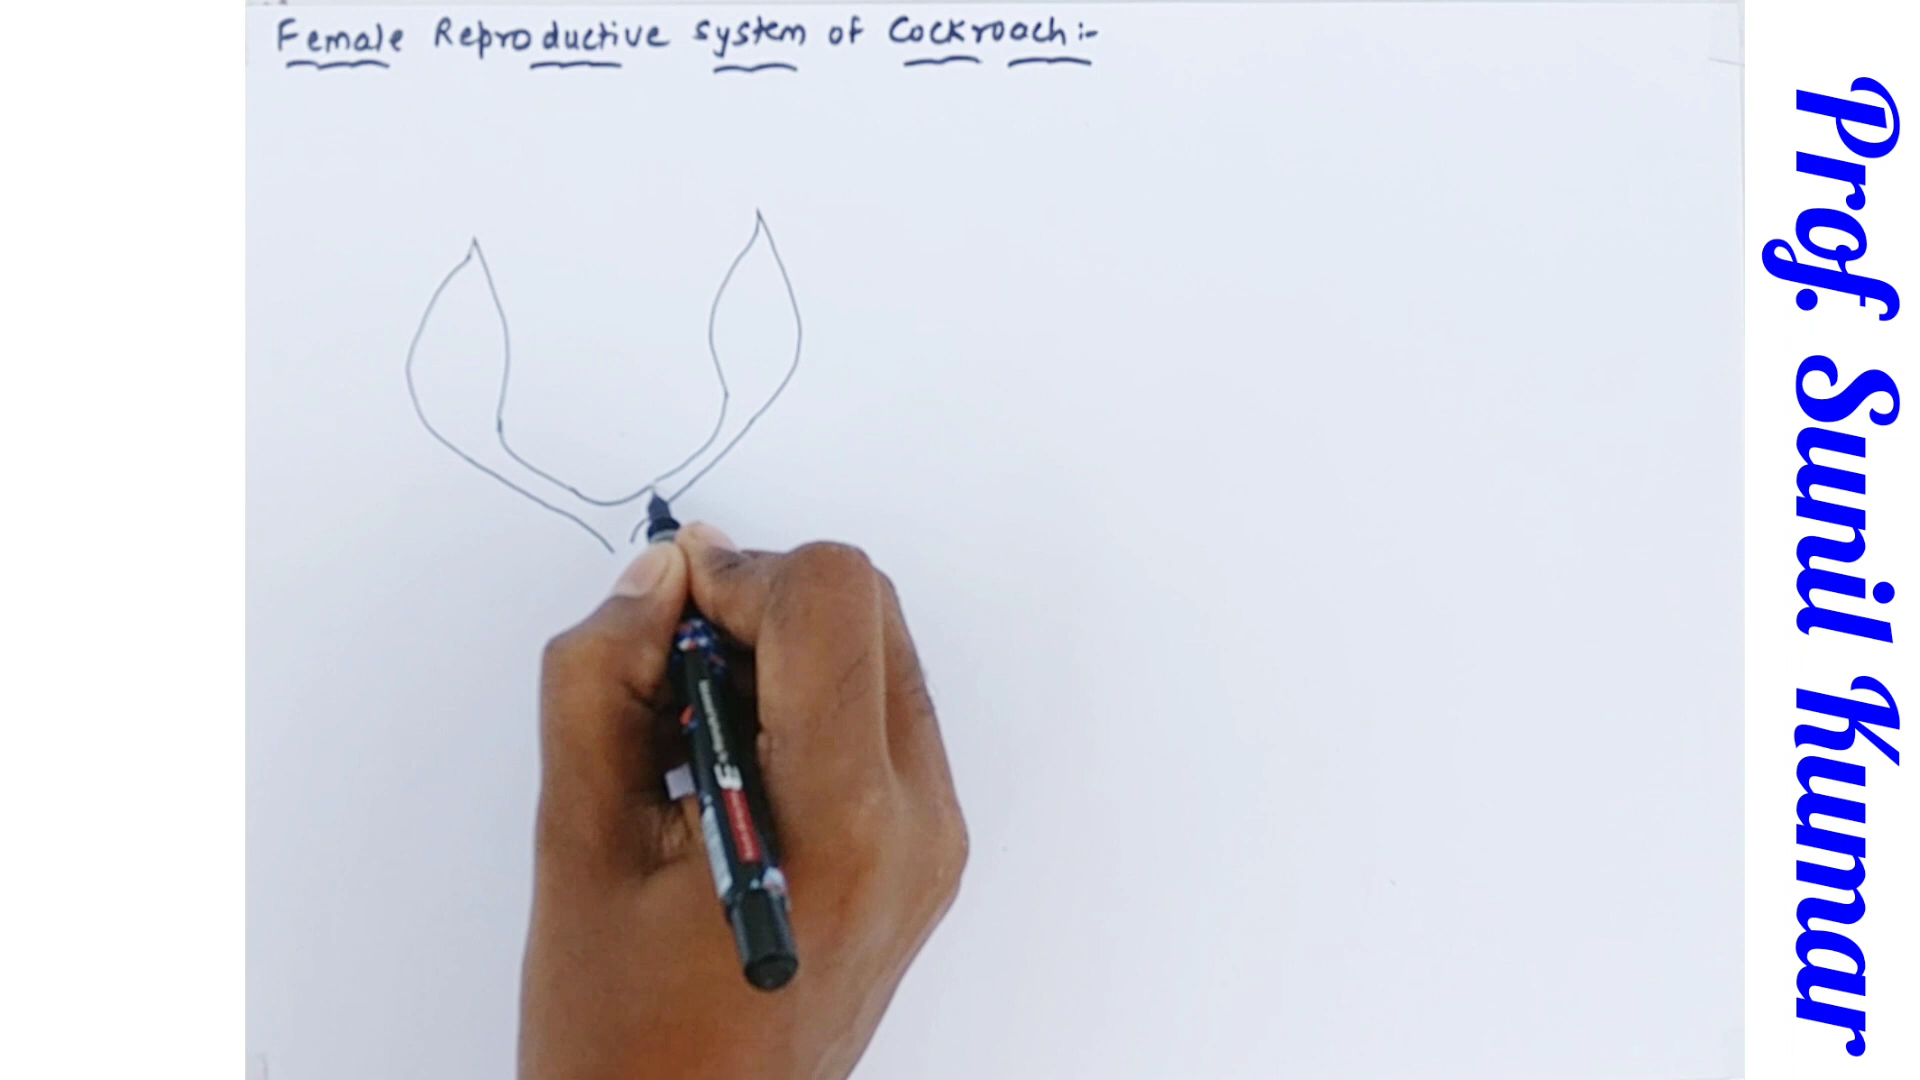 Female Reproductive system of Cockroach :-
Prof. Sunil Kumar